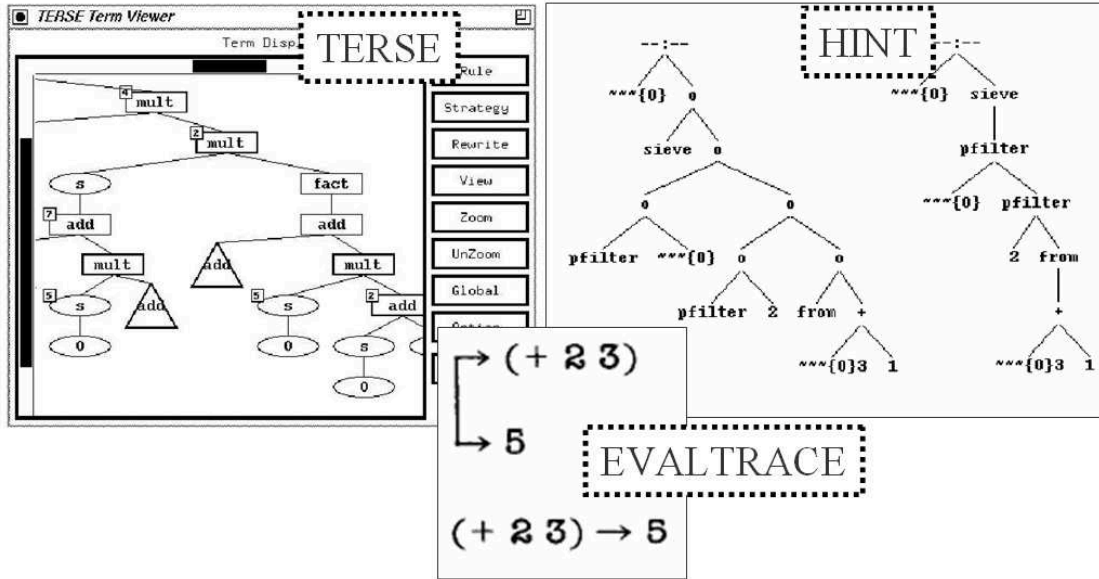 TERSE Term Viewer
Term Displ
TERSE
Rule
Strategy
Rewrite
View
Zoom
UnZoom
Global
4
mult
2
mult
s
fact
7
add
add
mult
add
mult
5
s
add
5
s
2
add
0
0
s
0
HINT
--:--
~~~{0} o
sieve o
o o
pfilter ~~~{0} o o
pfilter 2 from +
~~~{0}3 1
--:--
~~~{0} sieve
pfilter
~~~{0} pfilter
2 from
+
~~~{0}3 1
(+ 2 3)
5
(+ 2 3) → 5
EVALTRACE